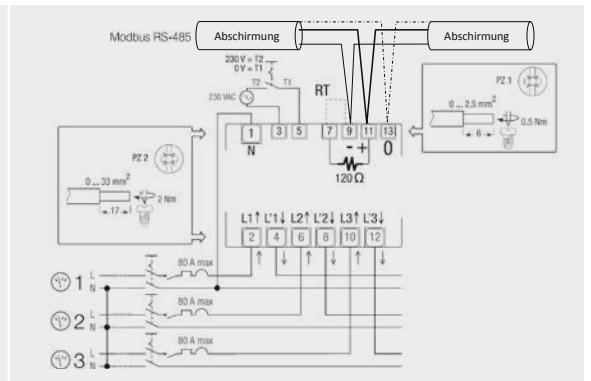 Modbus RS-485
Abschirmung
Abschirmung
230 V = T2
0 V = T1
T2 T1
230 VAC
RT
1 3 5 7 9 11 13
N - + 0
120 Ω
PZ 1
0 ... 2,5 mm²
0.5 Nm
6
PZ 2
0 ... 33 mm²
2 Nm
17
L1↑ L'1↓ L2↑ L'2↓ L3↑ L'3↓
2 4 6 8 10 12
80 A max
1 L
N
80 A max
2 L
N
80 A max
3 L
N